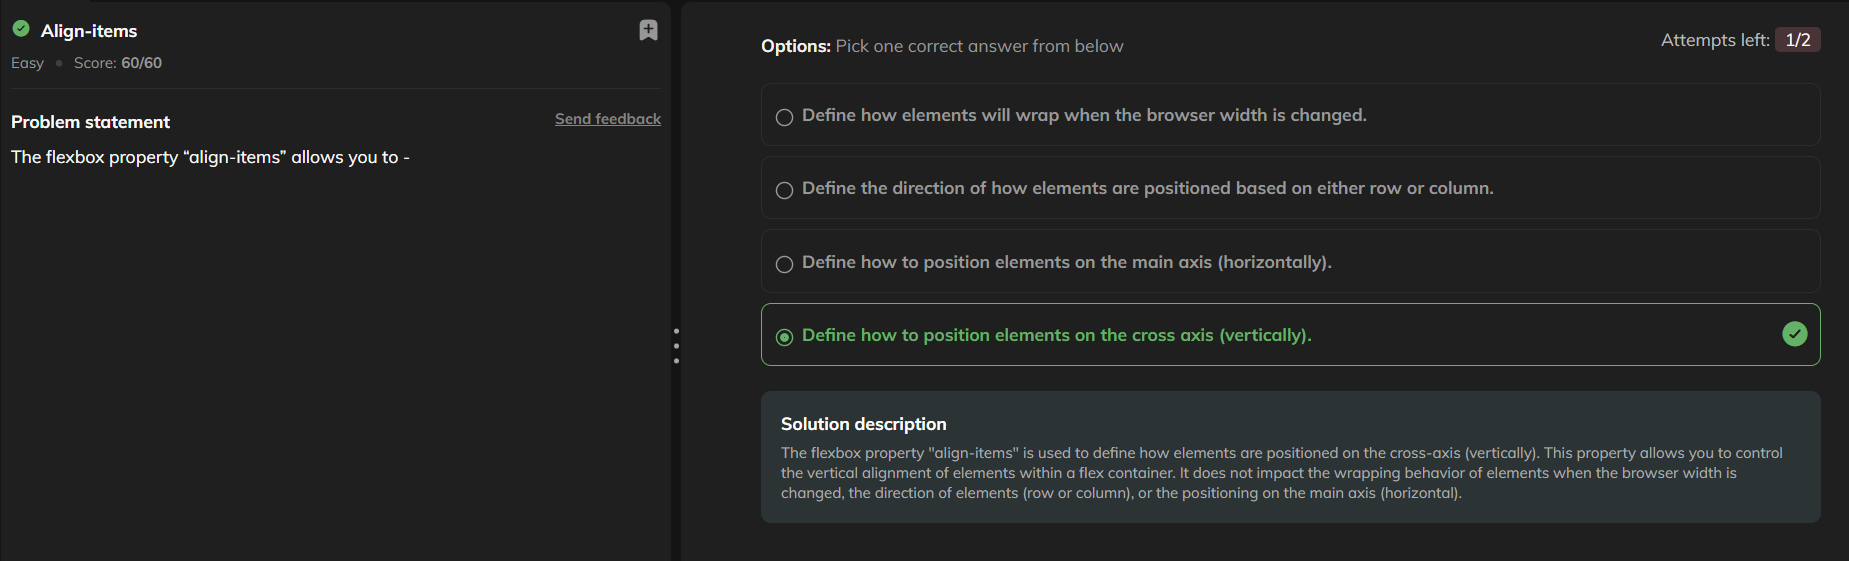 Align-items
Easy • Score: 60/60
Problem statement
Send feedback
The flexbox property “align-items” allows you to -
Options: Pick one correct answer from below
Attempts left: 1/2
Define how elements will wrap when the browser width is changed.
Define the direction of how elements are positioned based on either row or column.
Define how to position elements on the main axis (horizontally).
Define how to position elements on the cross axis (vertically).
Solution description
The flexbox property "align-items" is used to define how elements are positioned on the cross-axis (vertically). This property allows you to control
the vertical alignment of elements within a flex container. It does not impact the wrapping behavior of elements when the browser width is
changed, the direction of elements (row or column), or the positioning on the main axis (horizontal).